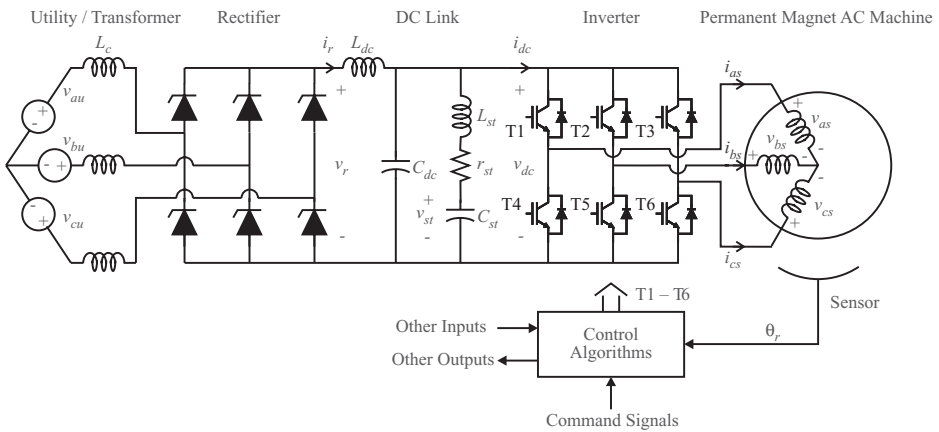 Utility / Transformer Rectifier DC Link Inverter Permanent Magnet AC Machine
L_c i_r L_dc i_dc i_as
v_au + - + + + v_as
L_st T1 T2 T3
v_bu - + v_r C_dc r_st v_dc i_bs + v_bs - -
v_cu - + + v_st - C_st T4 T5 T6 - v_cs +
- - i_cs
T1 – T6
Sensor
Other Inputs Control θ_r
Other Outputs Algorithms
Command Signals